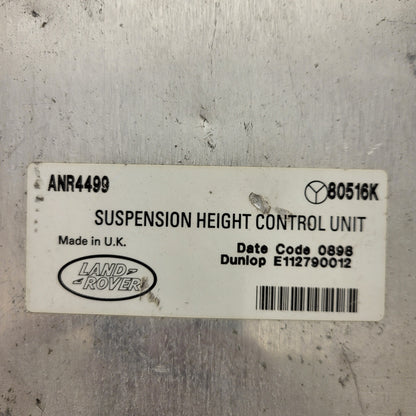 ANR4499
80516K
SUSPENSION HEIGHT CONTROL UNIT
Made in U.K.
Date Code 0898
Dunlop E112790012
LAND
ROVER